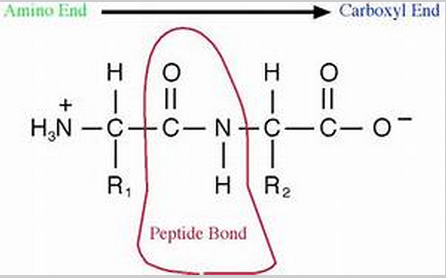 Amino End Carboxyl End
H O H O
+
H₃N – C – C – N – C – C – O⁻
R₁ H R₂
Peptide Bond